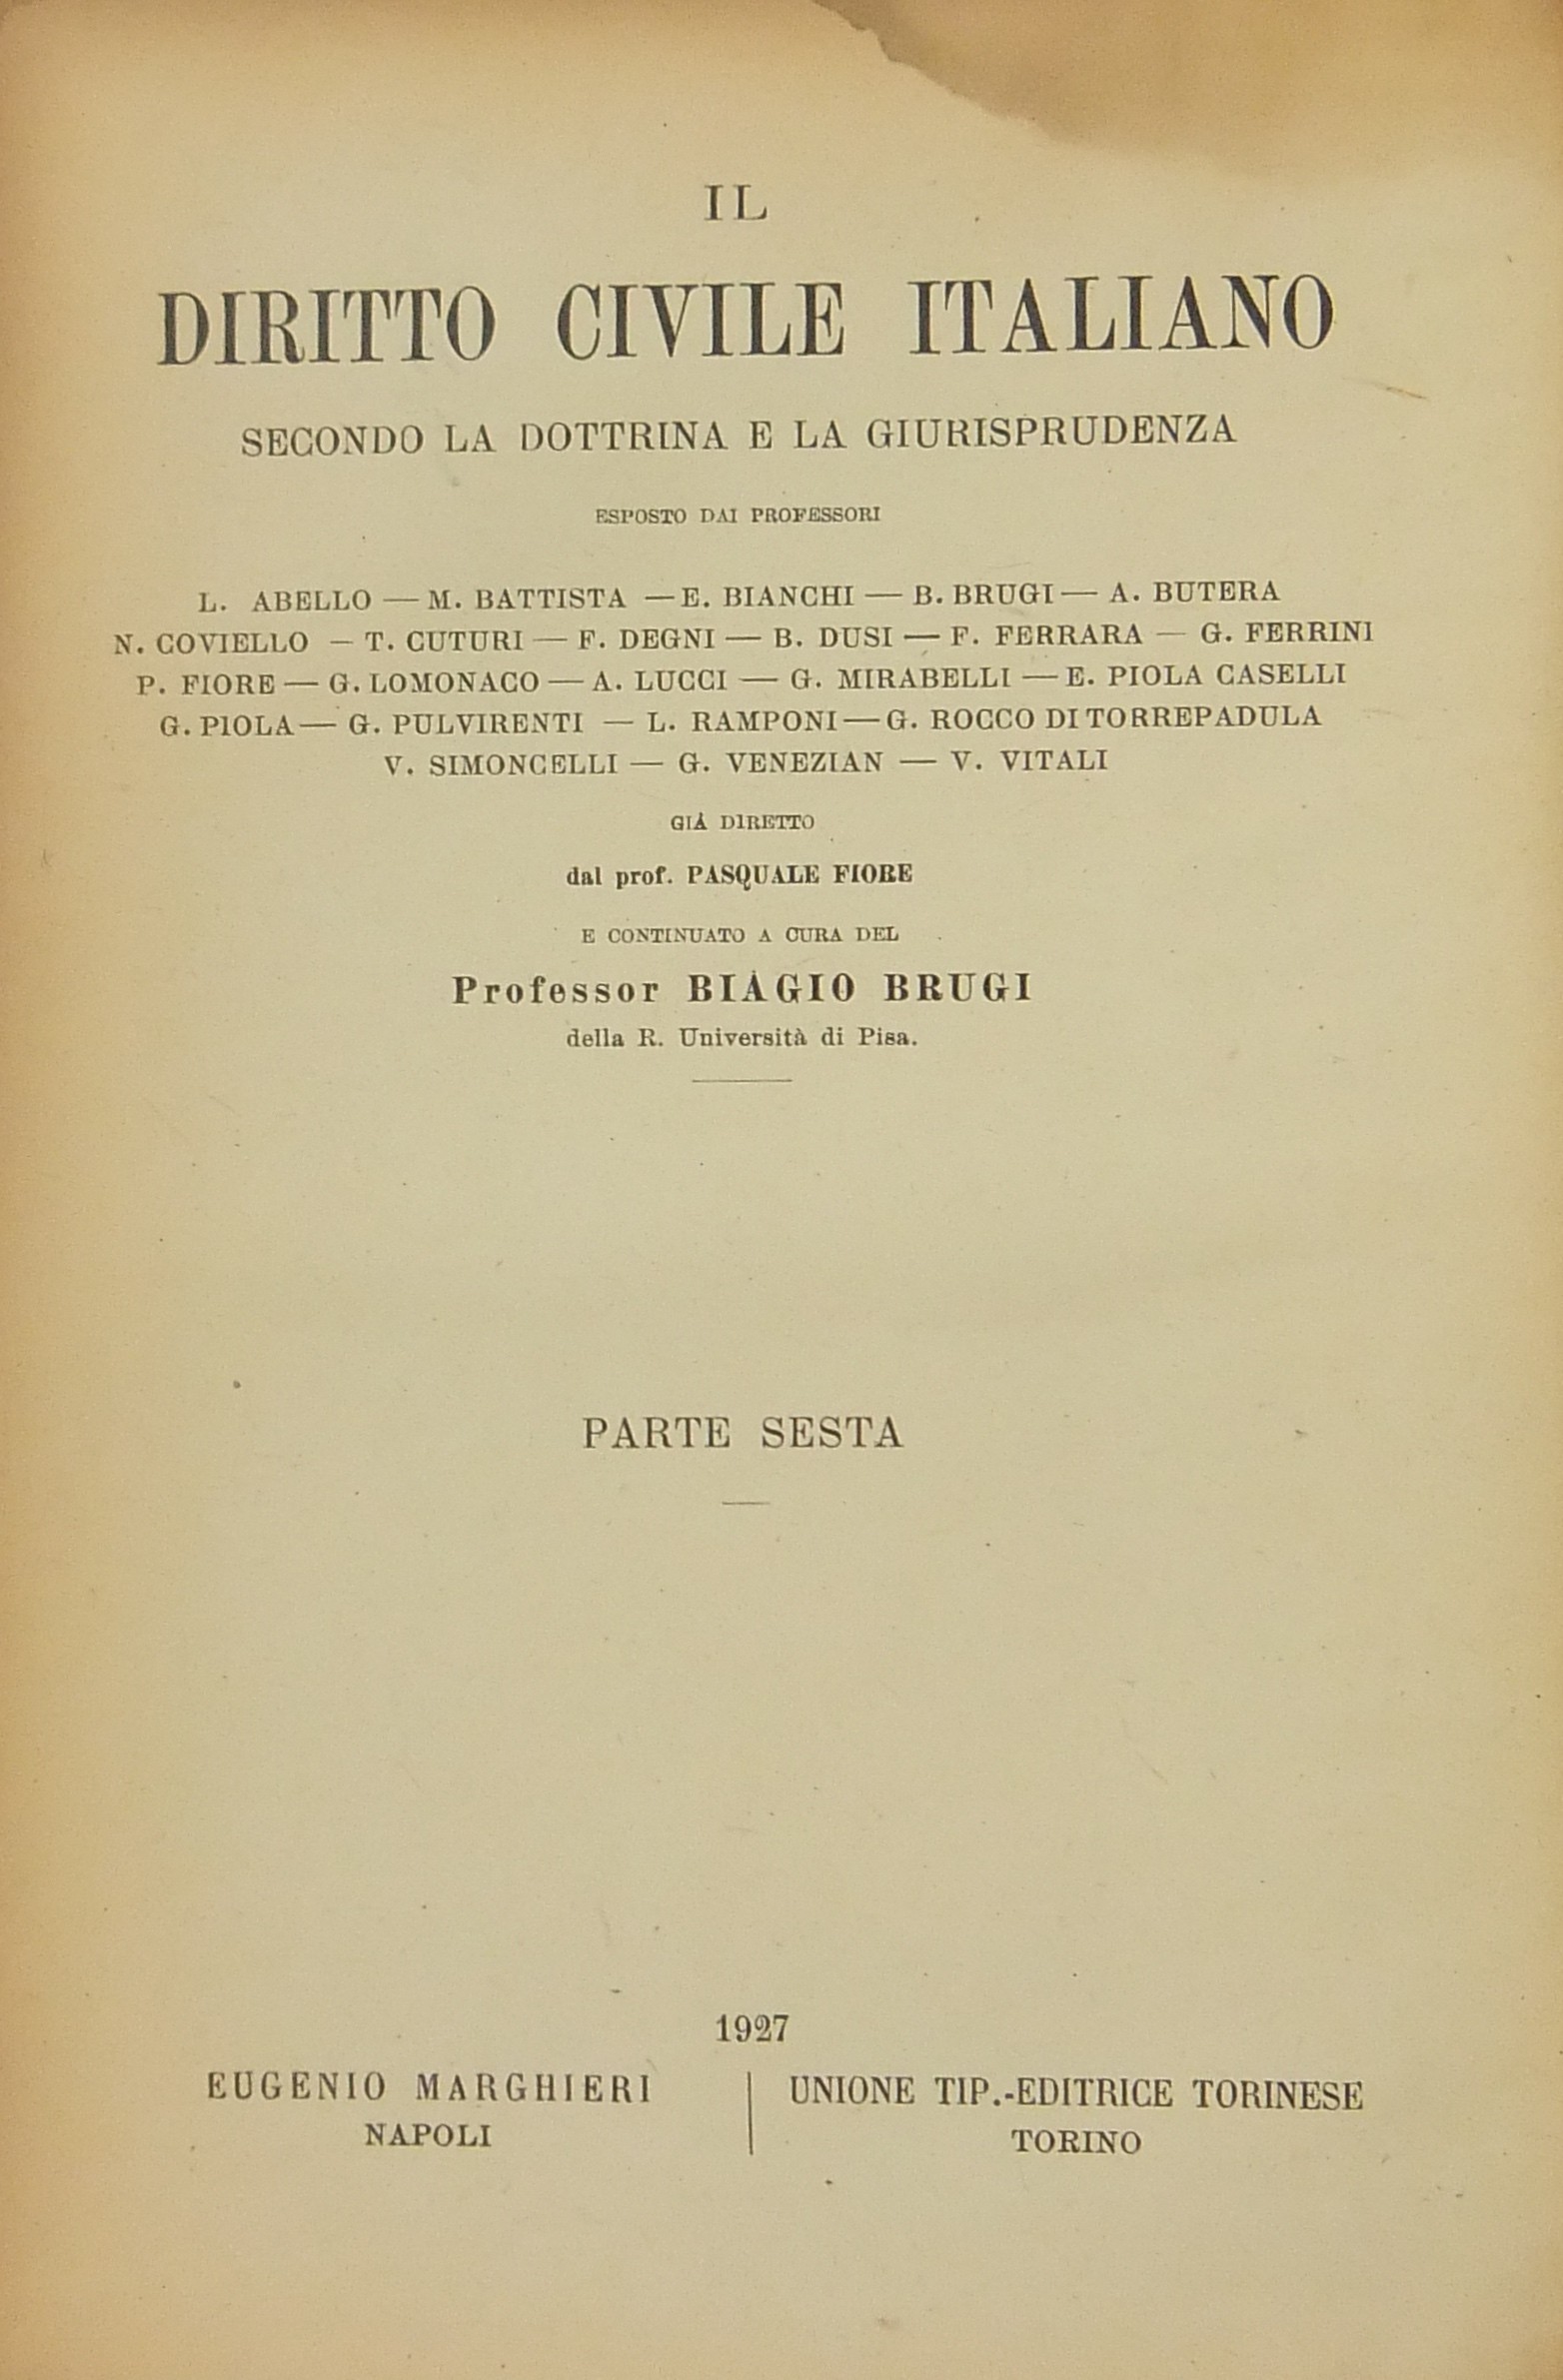 IL
DIRITTO CIVILE ITALIANO
SECONDO LA DOTTRINA E LA GIURISPRUDENZA
ESPOSTO DAI PROFESSORI
L. ABELLO — M. BATTISTA — E. BIANCHI — B. BRUGI — A. BUTERA
N. COVIELLO — T. CUTURI — F. DEGNI — B. DUSI — F. FERRARA — G. FERRINI
P. FIORE — G. LOMONACO — A. LUCCI — G. MIRABELLI — E. PIOLA CASELLI
G. PIOLA — G. PULVIRENTI — L. RAMPONI — G. ROCCO DI TORREPADULA
V. SIMONCELLI — G. VENEZIAN — V. VITALI
GIÀ DIRETTO
dal prof. PASQUALE FIORE
E CONTINUATO A CURA DEL
Professor BIAGIO BRUGI
della R. Università di Pisa.
PARTE SESTA
1927
EUGENIO MARGHIERI
NAPOLI
UNIONE TIP.-EDITRICE TORINESE
TORINO